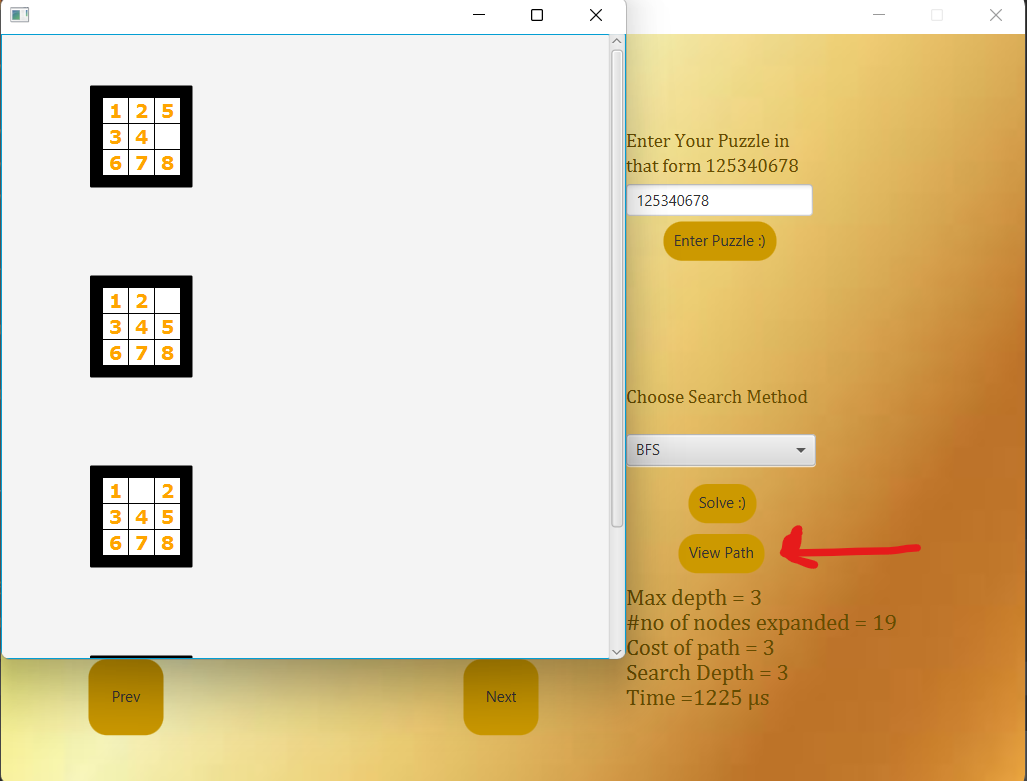 1 2 5
3 4
6 7 8
1 2
3 4 5
6 7 8
1 2
3 4 5
6 7 8
Enter Your Puzzle in
that form 125340678
125340678
Enter Puzzle :)
Choose Search Method
BFS
Solve :)
View Path
Max depth = 3
#no of nodes expanded = 19
Cost of path = 3
Search Depth = 3
Time =1225 µs
Prev
Next